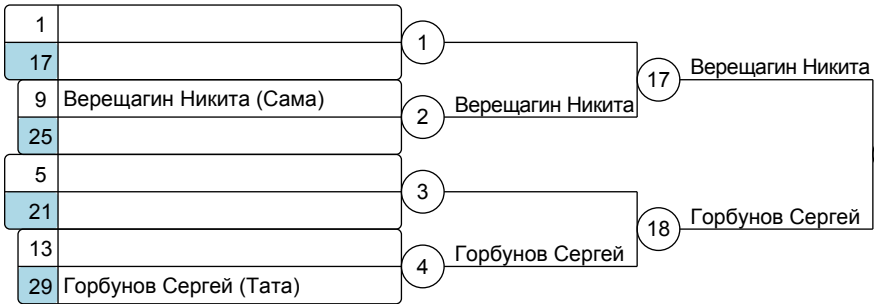 1
17
1
9 Верещагин Никита (Сама)
25
2
Верещагин Никита
17
Верещагин Никита
5
21
3
13
29 Горбунов Сергей (Тата)
4
Горбунов Сергей
18
Горбунов Сергей